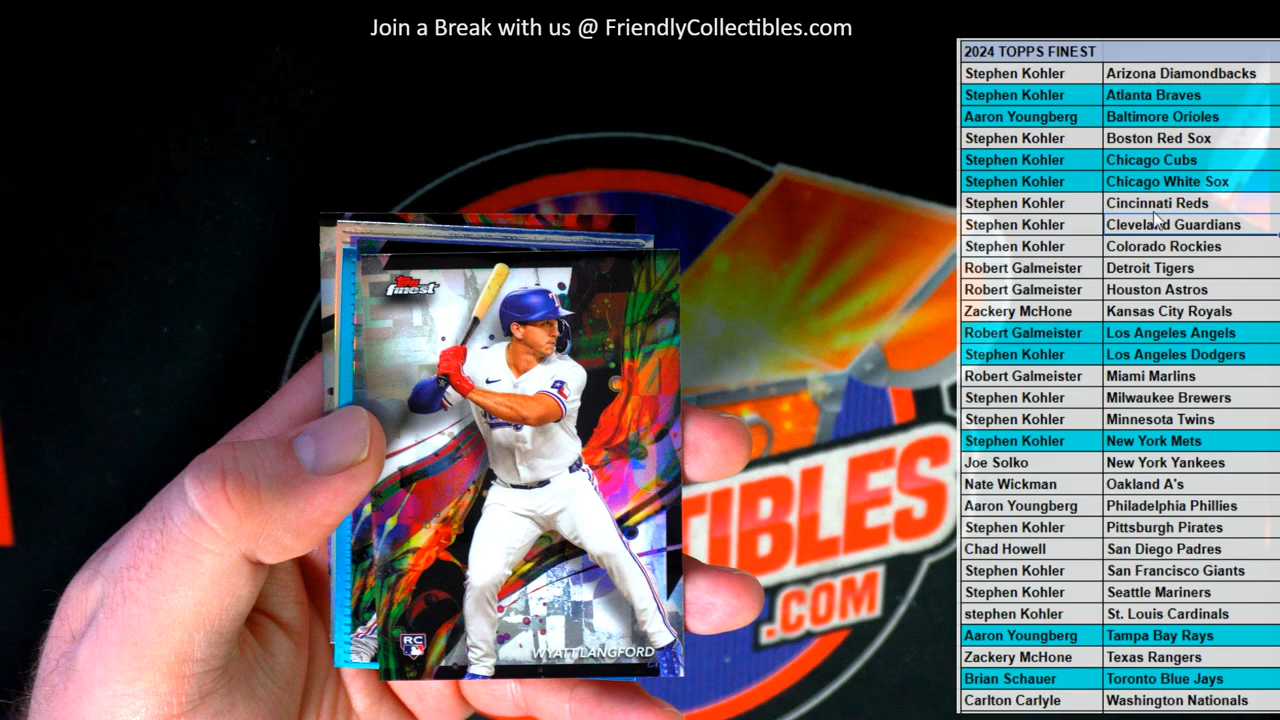 Join a Break with us @ FriendlyCollectibles.com
2024 TOPPS FINEST
Stephen Kohler Arizona Diamondbacks
Stephen Kohler Atlanta Braves
Aaron Youngberg Baltimore Orioles
Stephen Kohler Boston Red Sox
Stephen Kohler Chicago Cubs
Stephen Kohler Chicago White Sox
Stephen Kohler Cincinnati Reds
Stephen Kohler Cleveland Guardians
Stephen Kohler Colorado Rockies
Robert Galmeister Detroit Tigers
Robert Galmeister Houston Astros
Zackery McHone Kansas City Royals
Robert Galmeister Los Angeles Angels
Stephen Kohler Los Angeles Dodgers
Robert Galmeister Miami Marlins
Stephen Kohler Milwaukee Brewers
Stephen Kohler Minnesota Twins
Stephen Kohler New York Mets
Joe Solko New York Yankees
Nate Wickman Oakland A's
Aaron Youngberg Philadelphia Phillies
Stephen Kohler Pittsburgh Pirates
Chad Howell San Diego Padres
Stephen Kohler San Francisco Giants
Stephen Kohler Seattle Mariners
stephen Kohler St. Louis Cardinals
Aaron Youngberg Tampa Bay Rays
Zackery McHone Texas Rangers
Brian Schauer Toronto Blue Jays
Carlton Carlyle Washington Nationals
Topps
finest
RC
WYATT LANGFORD
TIBLES
.COM